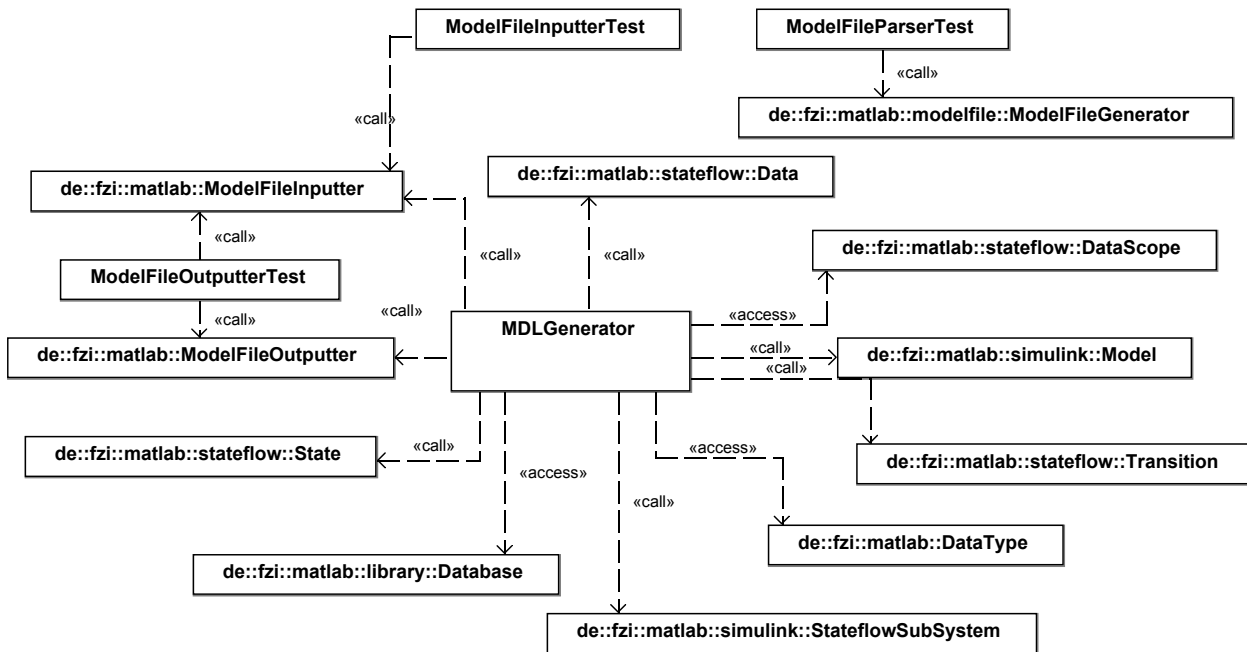 ModelFileInputterTest
ModelFileParserTest
«call»
de::fzi::matlab::modelfile::ModelFileGenerator
«call»
de::fzi::matlab::stateflow::Data
de::fzi::matlab::ModelFileInputter
«call»
de::fzi::matlab::stateflow::DataScope
«call»
«call»
ModelFileOutputterTest
«call»
«call»
«access»
MDLGenerator
de::fzi::matlab::ModelFileOutputter
«call»
de::fzi::matlab::simulink::Model
«call»
de::fzi::matlab::stateflow::State
«call»
«access»
de::fzi::matlab::stateflow::Transition
«access»
«call»
de::fzi::matlab::DataType
de::fzi::matlab::library::Database
de::fzi::matlab::simulink::StateflowSubSystem